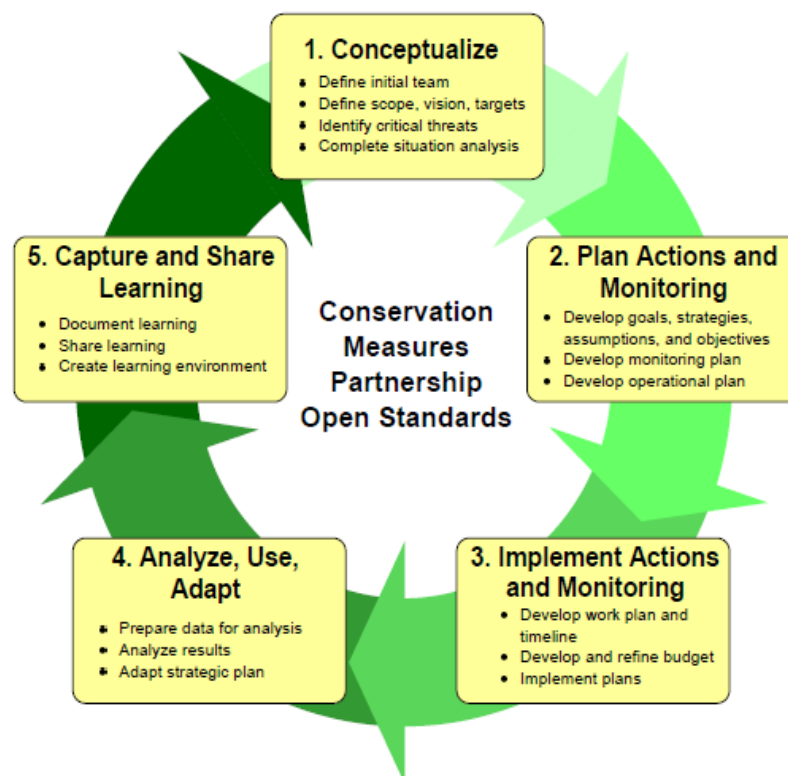 1. Conceptualize
• Define initial team
• Define scope, vision, targets
• Identify critical threats
• Complete situation analysis
2. Plan Actions and
Monitoring
• Develop goals, strategies,
assumptions, and objectives
• Develop monitoring plan
• Develop operational plan
3. Implement Actions
and Monitoring
• Develop work plan and
timeline
• Develop and refine budget
• Implement plans
4. Analyze, Use,
Adapt
• Prepare data for analysis
• Analyze results
• Adapt strategic plan
5. Capture and Share
Learning
• Document learning
• Share learning
• Create learning environment
Conservation
Measures
Partnership
Open Standards